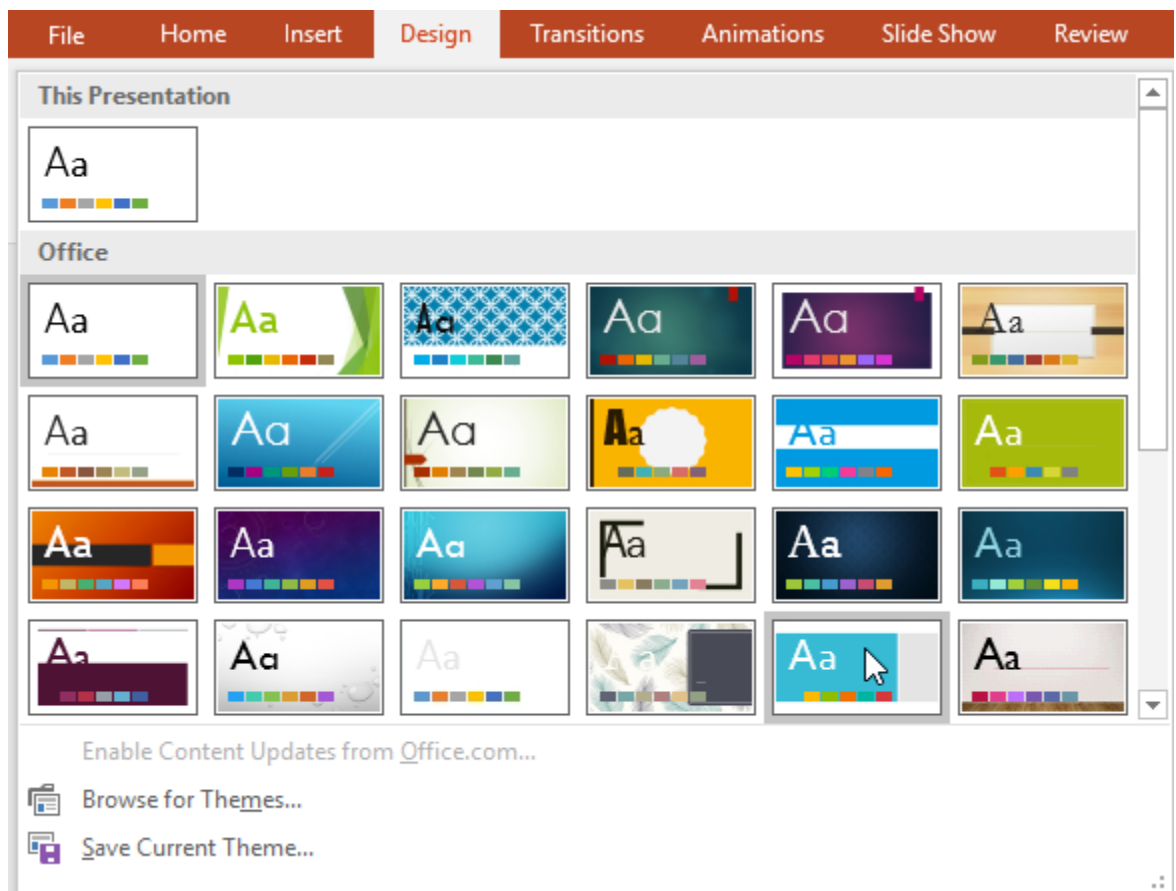 File Home Insert Design Transitions Animations Slide Show Review
This Presentation
Aa
Office
Aa Aa Aa Aa Aa Aa
Aa Aa Aa Aa Aa Aa
Aa Aa Aa Aa Aa Aa
Aa Aa Aa Aa Aa Aa
Enable Content Updates from Office.com...
Browse for Themes...
Save Current Theme...